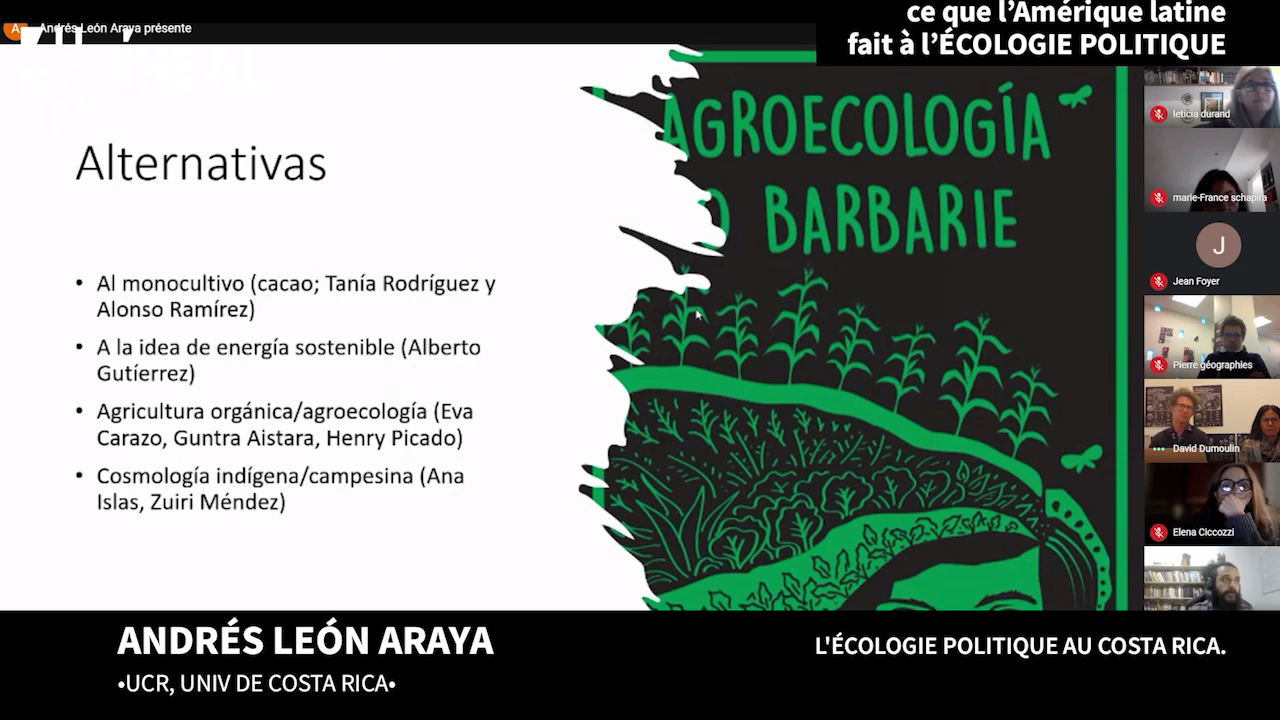 ce que l'Amérique latine
fait à l'ÉCOLOGIE POLITIQUE
A
Andrés León Araya présente
Alternativas
• Al monocultivo (cacao; Tanía Rodríguez y
Alonso Ramírez)
• A la idea de energía sostenible (Alberto
Gutíerrez)
• Agricultura orgánica/agroecología (Eva
Carazo, Guntra Aistara, Henry Picado)
• Cosmología indígena/campesina (Ana
Islas, Zuiri Méndez)
AGROECOLOGÍA
O BARBARIE
leticia durand
marie-France schapira
J
Jean Foyer
Pierre géographies
David Dumoulin
Elena Ciccozzi
ANDRÉS LEÓN ARAYA
•UCR, UNIV DE COSTA RICA•
L'ÉCOLOGIE POLITIQUE AU COSTA RICA.